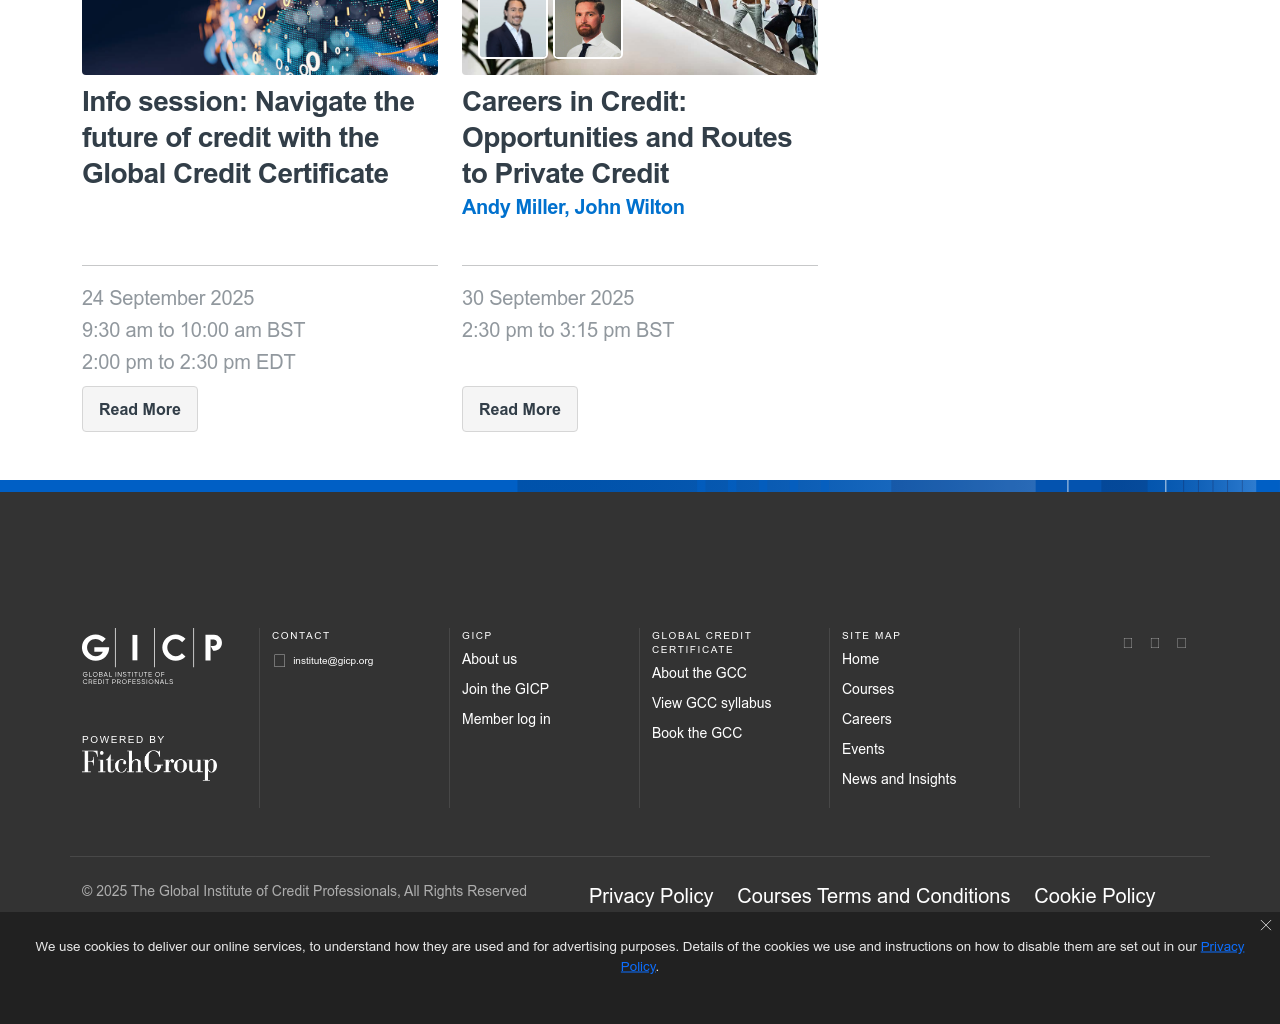 Info session: Navigate the
future of credit with the
Global Credit Certificate
Careers in Credit:
Opportunities and Routes
to Private Credit
Andy Miller, John Wilton
24 September 2025
9:30 am to 10:00 am BST
2:00 pm to 2:30 pm EDT
30 September 2025
2:30 pm to 3:15 pm BST
Read More
Read More
GICP
GLOBAL INSTITUTE OF
CREDIT PROFESSIONALS
POWERED BY
FitchGroup
CONTACT
institute@gicp.org
GICP
About us
Join the GICP
Member log in
GLOBAL CREDIT
CERTIFICATE
About the GCC
View GCC syllabus
Book the GCC
SITE MAP
Home
Courses
Careers
Events
News and Insights
© 2025 The Global Institute of Credit Professionals, All Rights Reserved
Privacy Policy Courses Terms and Conditions Cookie Policy
We use cookies to deliver our online services, to understand how they are used and for advertising purposes. Details of the cookies we use and instructions on how to disable them are set out in our Privacy
Policy.